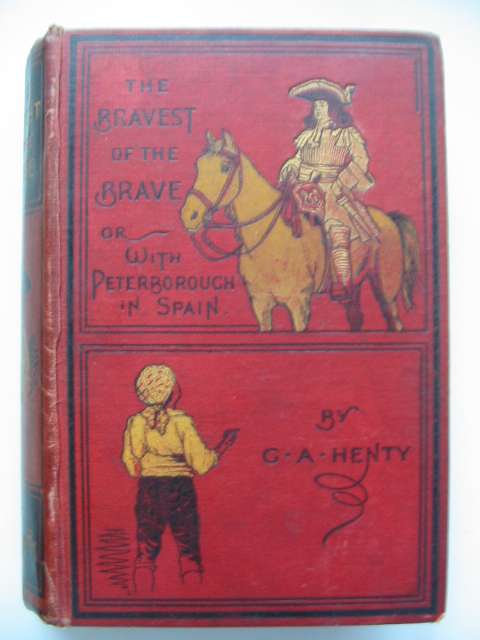 THE
BRAVEST
OF THE
BRAVE
OR
WITH
PETERBOROUGH
IN SPAIN.
BY
G·A·HENTY